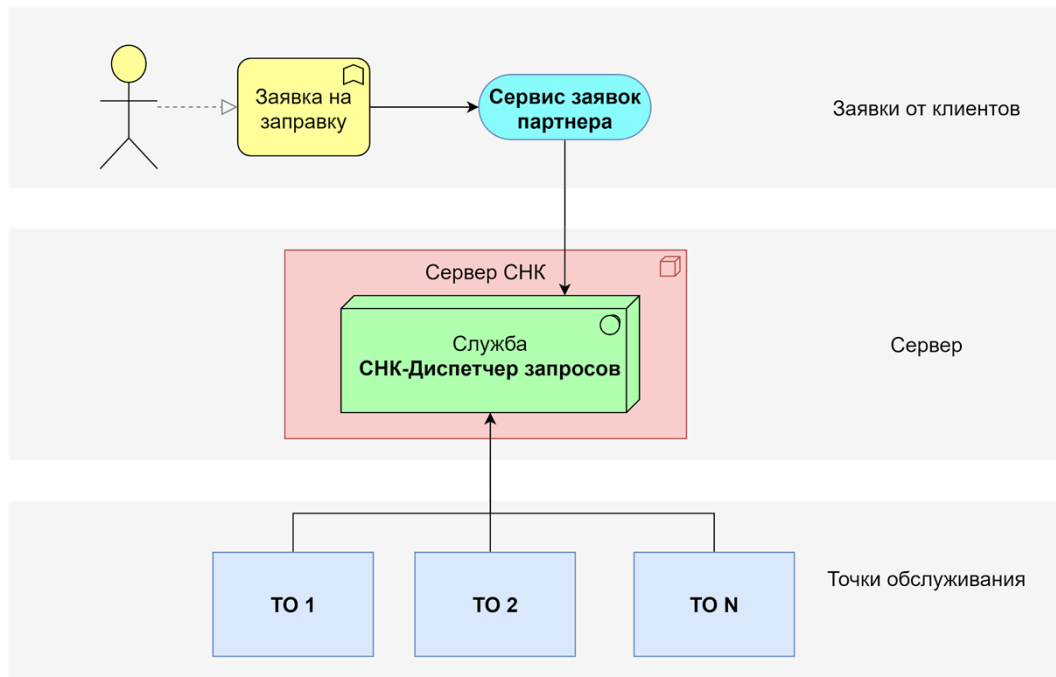 Заявка на
заправку
Сервис заявок
партнера
Заявки от клиентов
Сервер СНК
Служба
СНК-Диспетчер запросов
Сервер
ТО 1
ТО 2
ТО N
Точки обслуживания